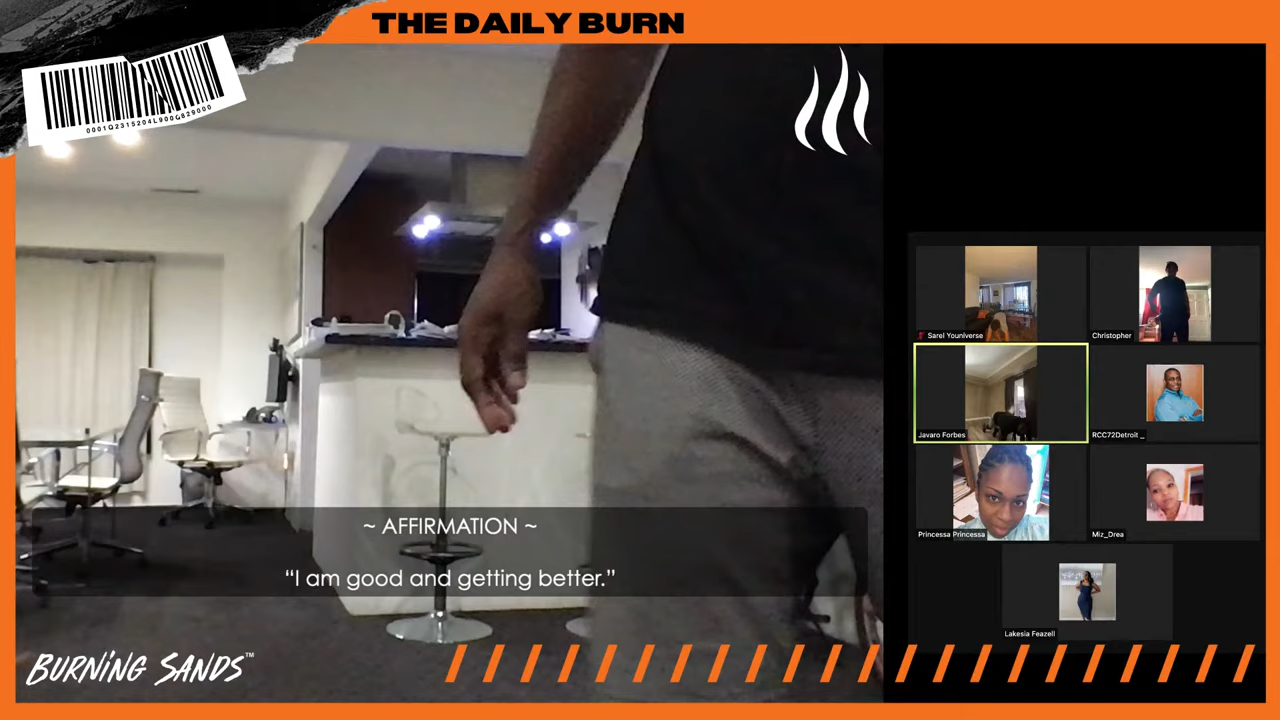 THE DAILY BURN
Sarel Youniverse
Christopher
Javaro Forbes
RCC72Detroit _
Princessa Princessa
Miz_Drea
Lakesia Feazell
~ AFFIRMATION ~
“I am good and getting better.”
BURNING SANDS™